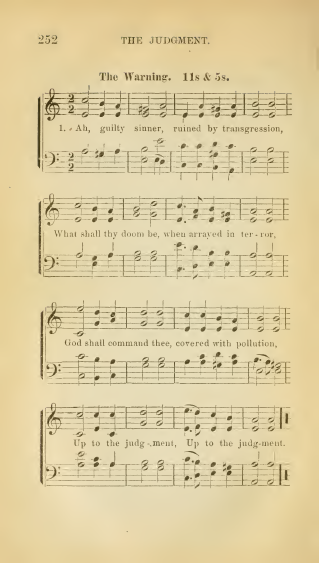 252 THE JUDGMENT.
The Warning. 11s & 5s.
1. - Ah, guilty sinner, ruined by transgression,
What shall thy doom be, when arrayed in ter - ror,
God shall command thee, covered with pollution,
Up to the judg - ment, Up to the judg-ment.